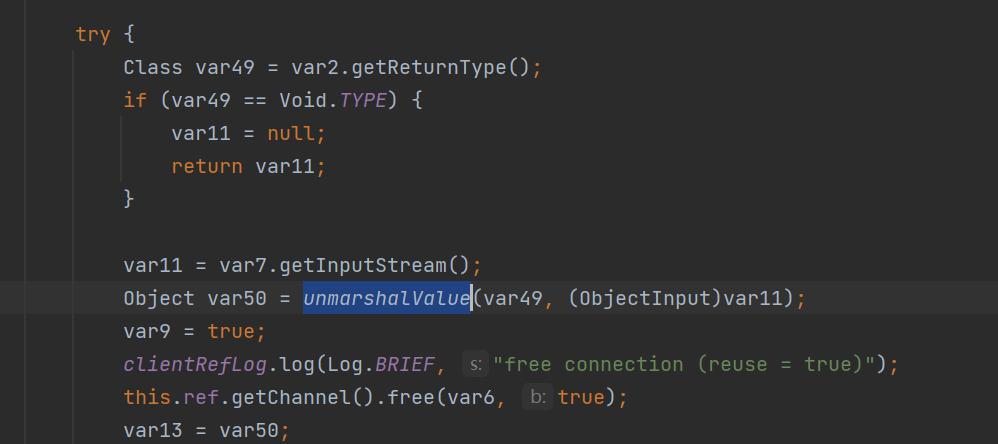 try {
Class var49 = var2.getReturnType();
if (var49 == Void.TYPE) {
var11 = null;
return var11;
}
var11 = var7.getInputStream();
Object var50 = unmarshalValue(var49, (ObjectInput)var11);
var9 = true;
clientRefLog.log(Log.BRIEF, s: "free connection (reuse = true)");
this.ref.getChannel().free(var6, b: true);
var13 = var50;